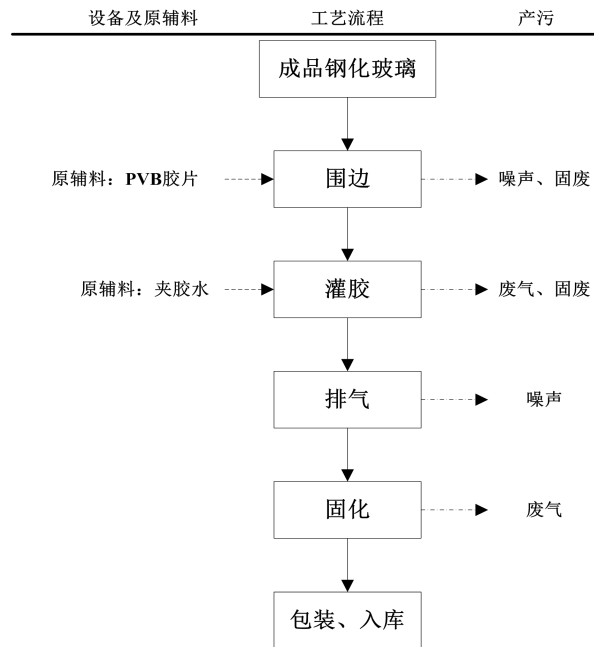 设备及原辅料 工艺流程 产污
成品钢化玻璃
原辅料：PVB胶片 围边 噪声、固废
原辅料：夹胶水 灌胶 废气、固废
排气 噪声
固化 废气
包装、入库